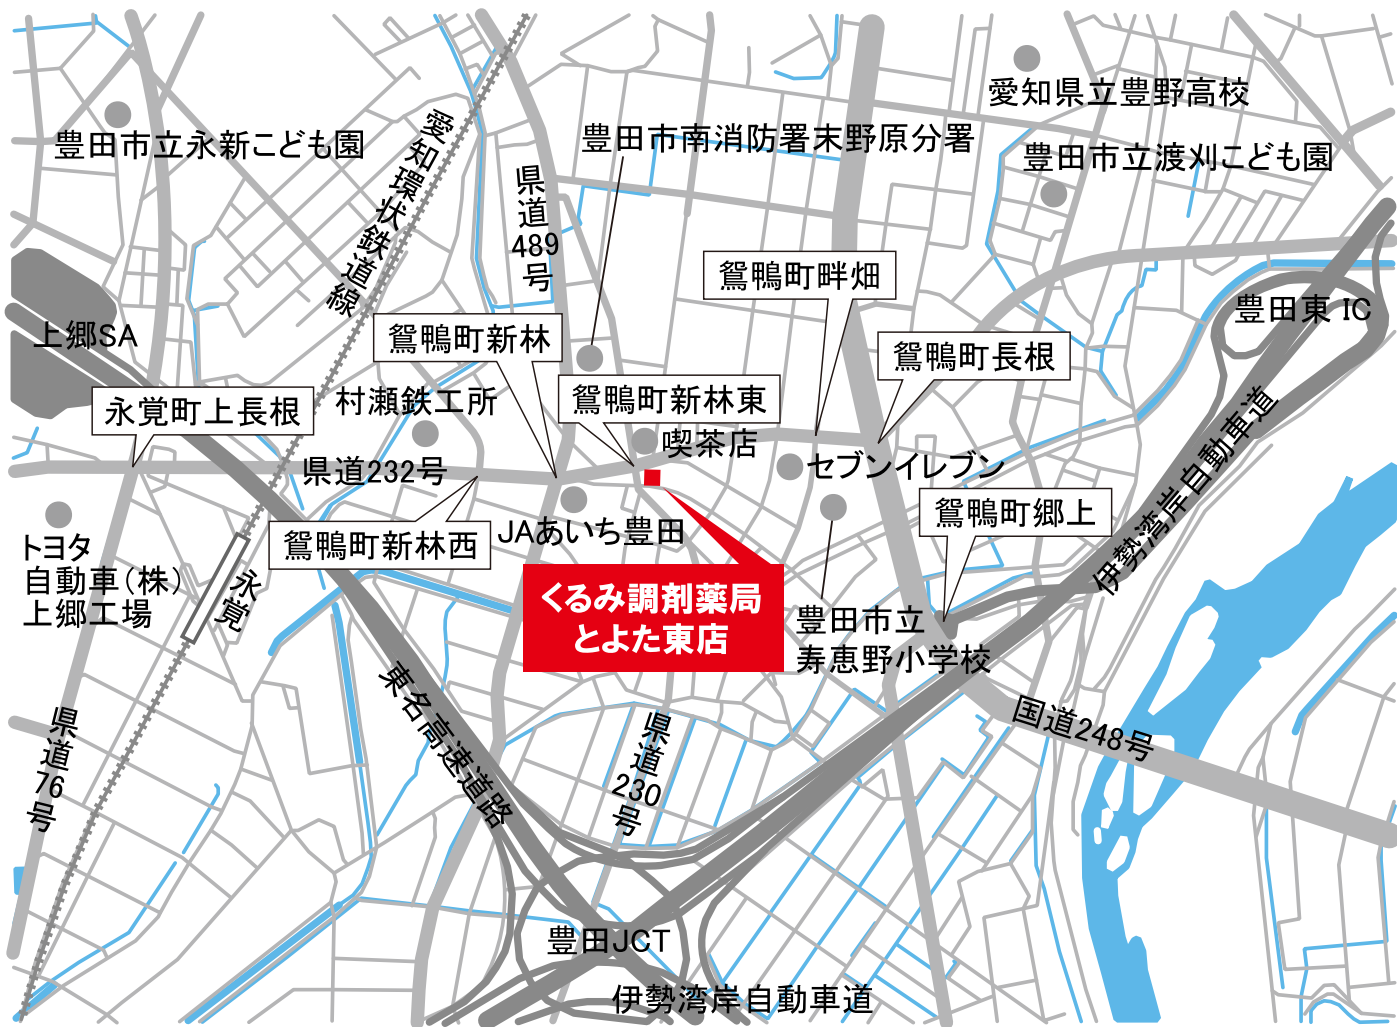 愛知県立豊野高校
豊田市立永新こども園
愛知環状鉄道線
豊田市南消防署末野原分署
豊田市立渡刈こども園
県道
489
号
鴛鴨町畔畑
豊田東 IC
上郷SA
鴛鴨町新林
鴛鴨町長根
永覚町上長根
村瀬鉄工所
鴛鴨町新林東
喫茶店
県道232号
セブンイレブン
伊勢湾岸自動車道
鴛鴨町新林西
JAあいち豊田
鴛鴨町郷上
トヨタ
自動車(株)
上郷工場
永覚
くるみ調剤薬局
とよた東店
豊田市立
寿恵野小学校
東名高速道路
県道
76
号
県道
230
号
国道248号
豊田JCT
伊勢湾岸自動車道